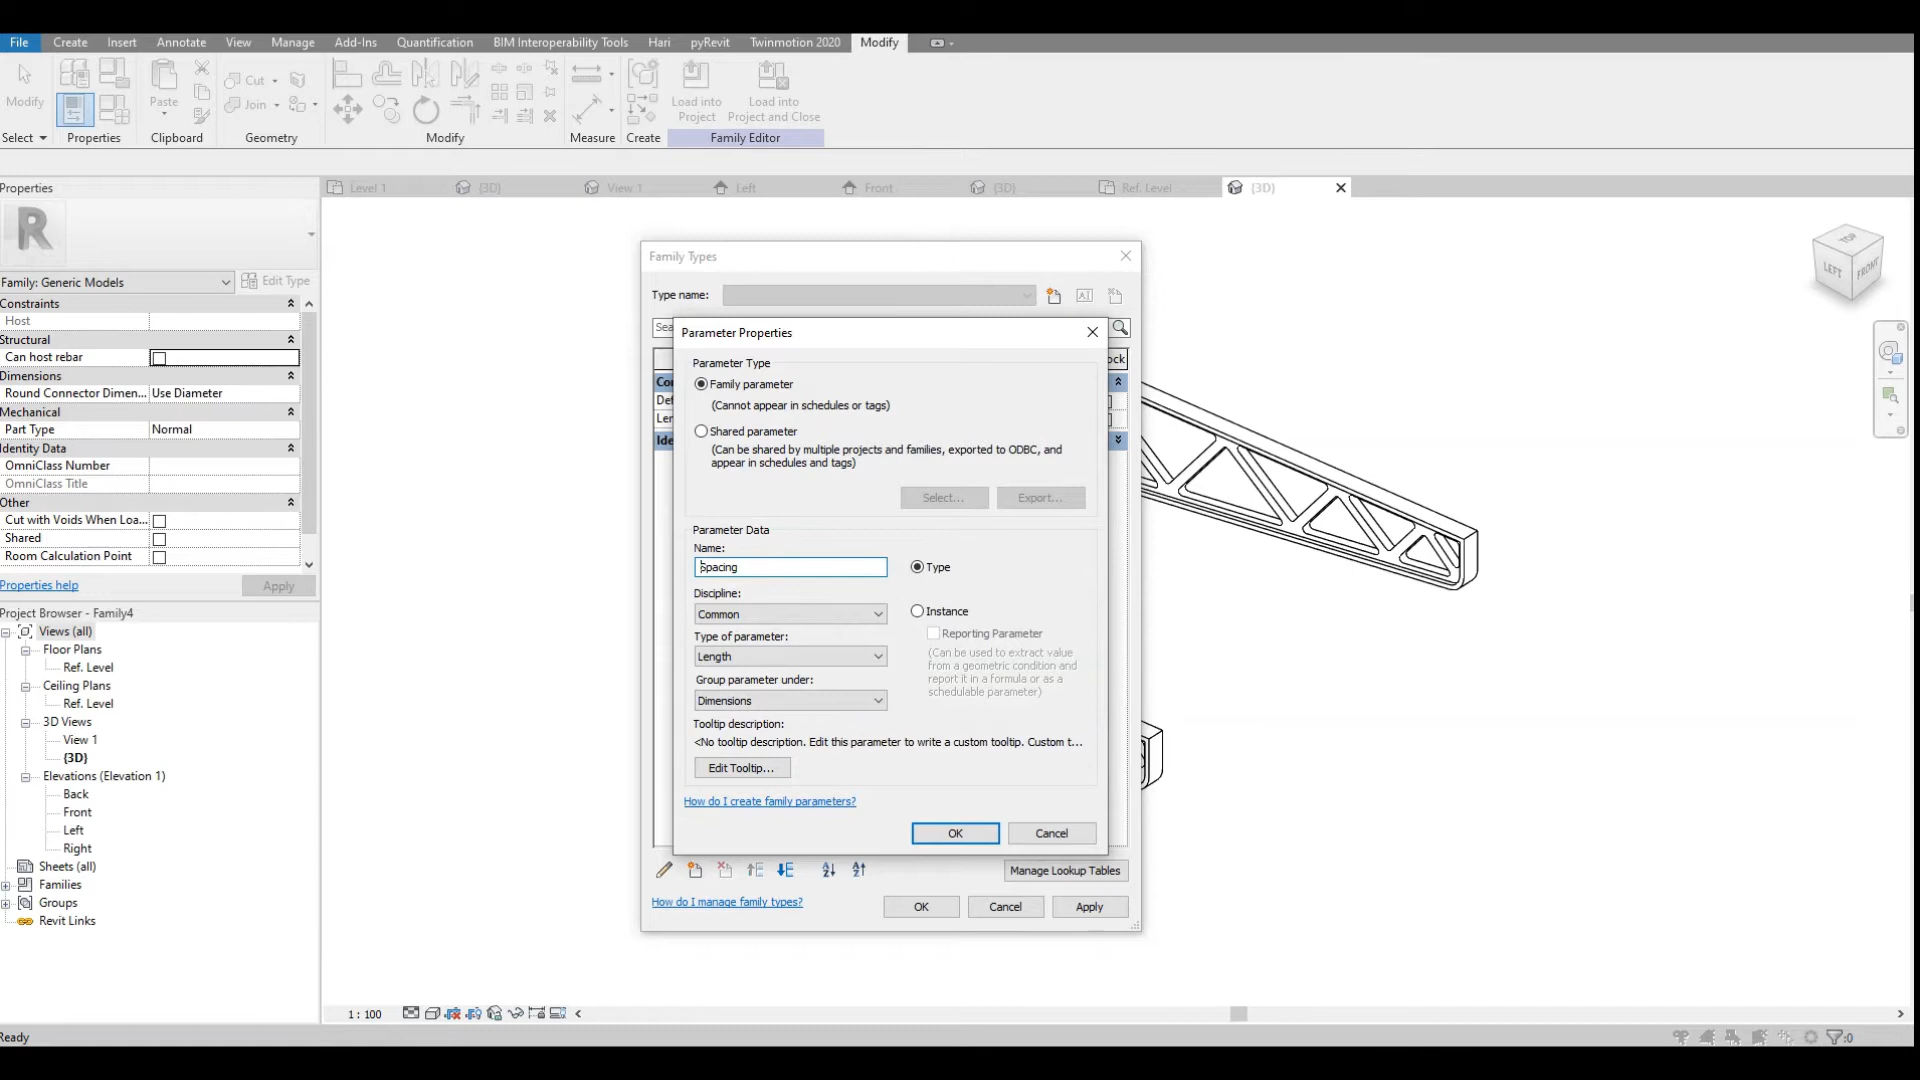 File Create Insert Annotate View Manage Add-Ins Quantification BIM Interoperability Tools Hari pyRevit Twinmotion 2020 Modify
Modify
Paste
Cut
Join
Load into
Project
Load into
Project and Close
Select Properties Clipboard Geometry Modify Measure Create Family Editor
Properties
Level 1 {3D} View 1 Left Front {3D} Ref. Level {3D}
R
Family: Generic Models Edit Type
Constraints
Host
Structural
Can host rebar
Dimensions
Round Connector Dimen... Use Diameter
Mechanical
Part Type Normal
Identity Data
OmniClass Number
OmniClass Title
Other
Cut with Voids When Loa...
Shared
Room Calculation Point
Properties help Apply
Project Browser - Family4
Views (all)
Floor Plans
Ref. Level
Ceiling Plans
Ref. Level
3D Views
View 1
{3D}
Elevations (Elevation 1)
Back
Front
Left
Right
Sheets (all)
Families
Groups
Revit Links
Family Types
Type name:
Sea
ock
Con
Def
Len
Ide
Parameter Properties
Parameter Type
Family parameter
(Cannot appear in schedules or tags)
Shared parameter
(Can be shared by multiple projects and families, exported to ODBC, and
appear in schedules and tags)
Select... Export...
Parameter Data
Name:
Spacing
Type
Discipline:
Common
Instance
Type of parameter:
Reporting Parameter
Length
(Can be used to extract value
from a geometric condition and
report it in a formula or as a
schedulable parameter)
Group parameter under:
Dimensions
Tooltip description:
<No tooltip description. Edit this parameter to write a custom tooltip. Custom t...
Edit Tooltip...
How do I create family parameters?
OK Cancel
Manage Lookup Tables
How do I manage family types?
OK Cancel Apply
TOP
LEFT
FRONT
1 : 100
Ready
:0